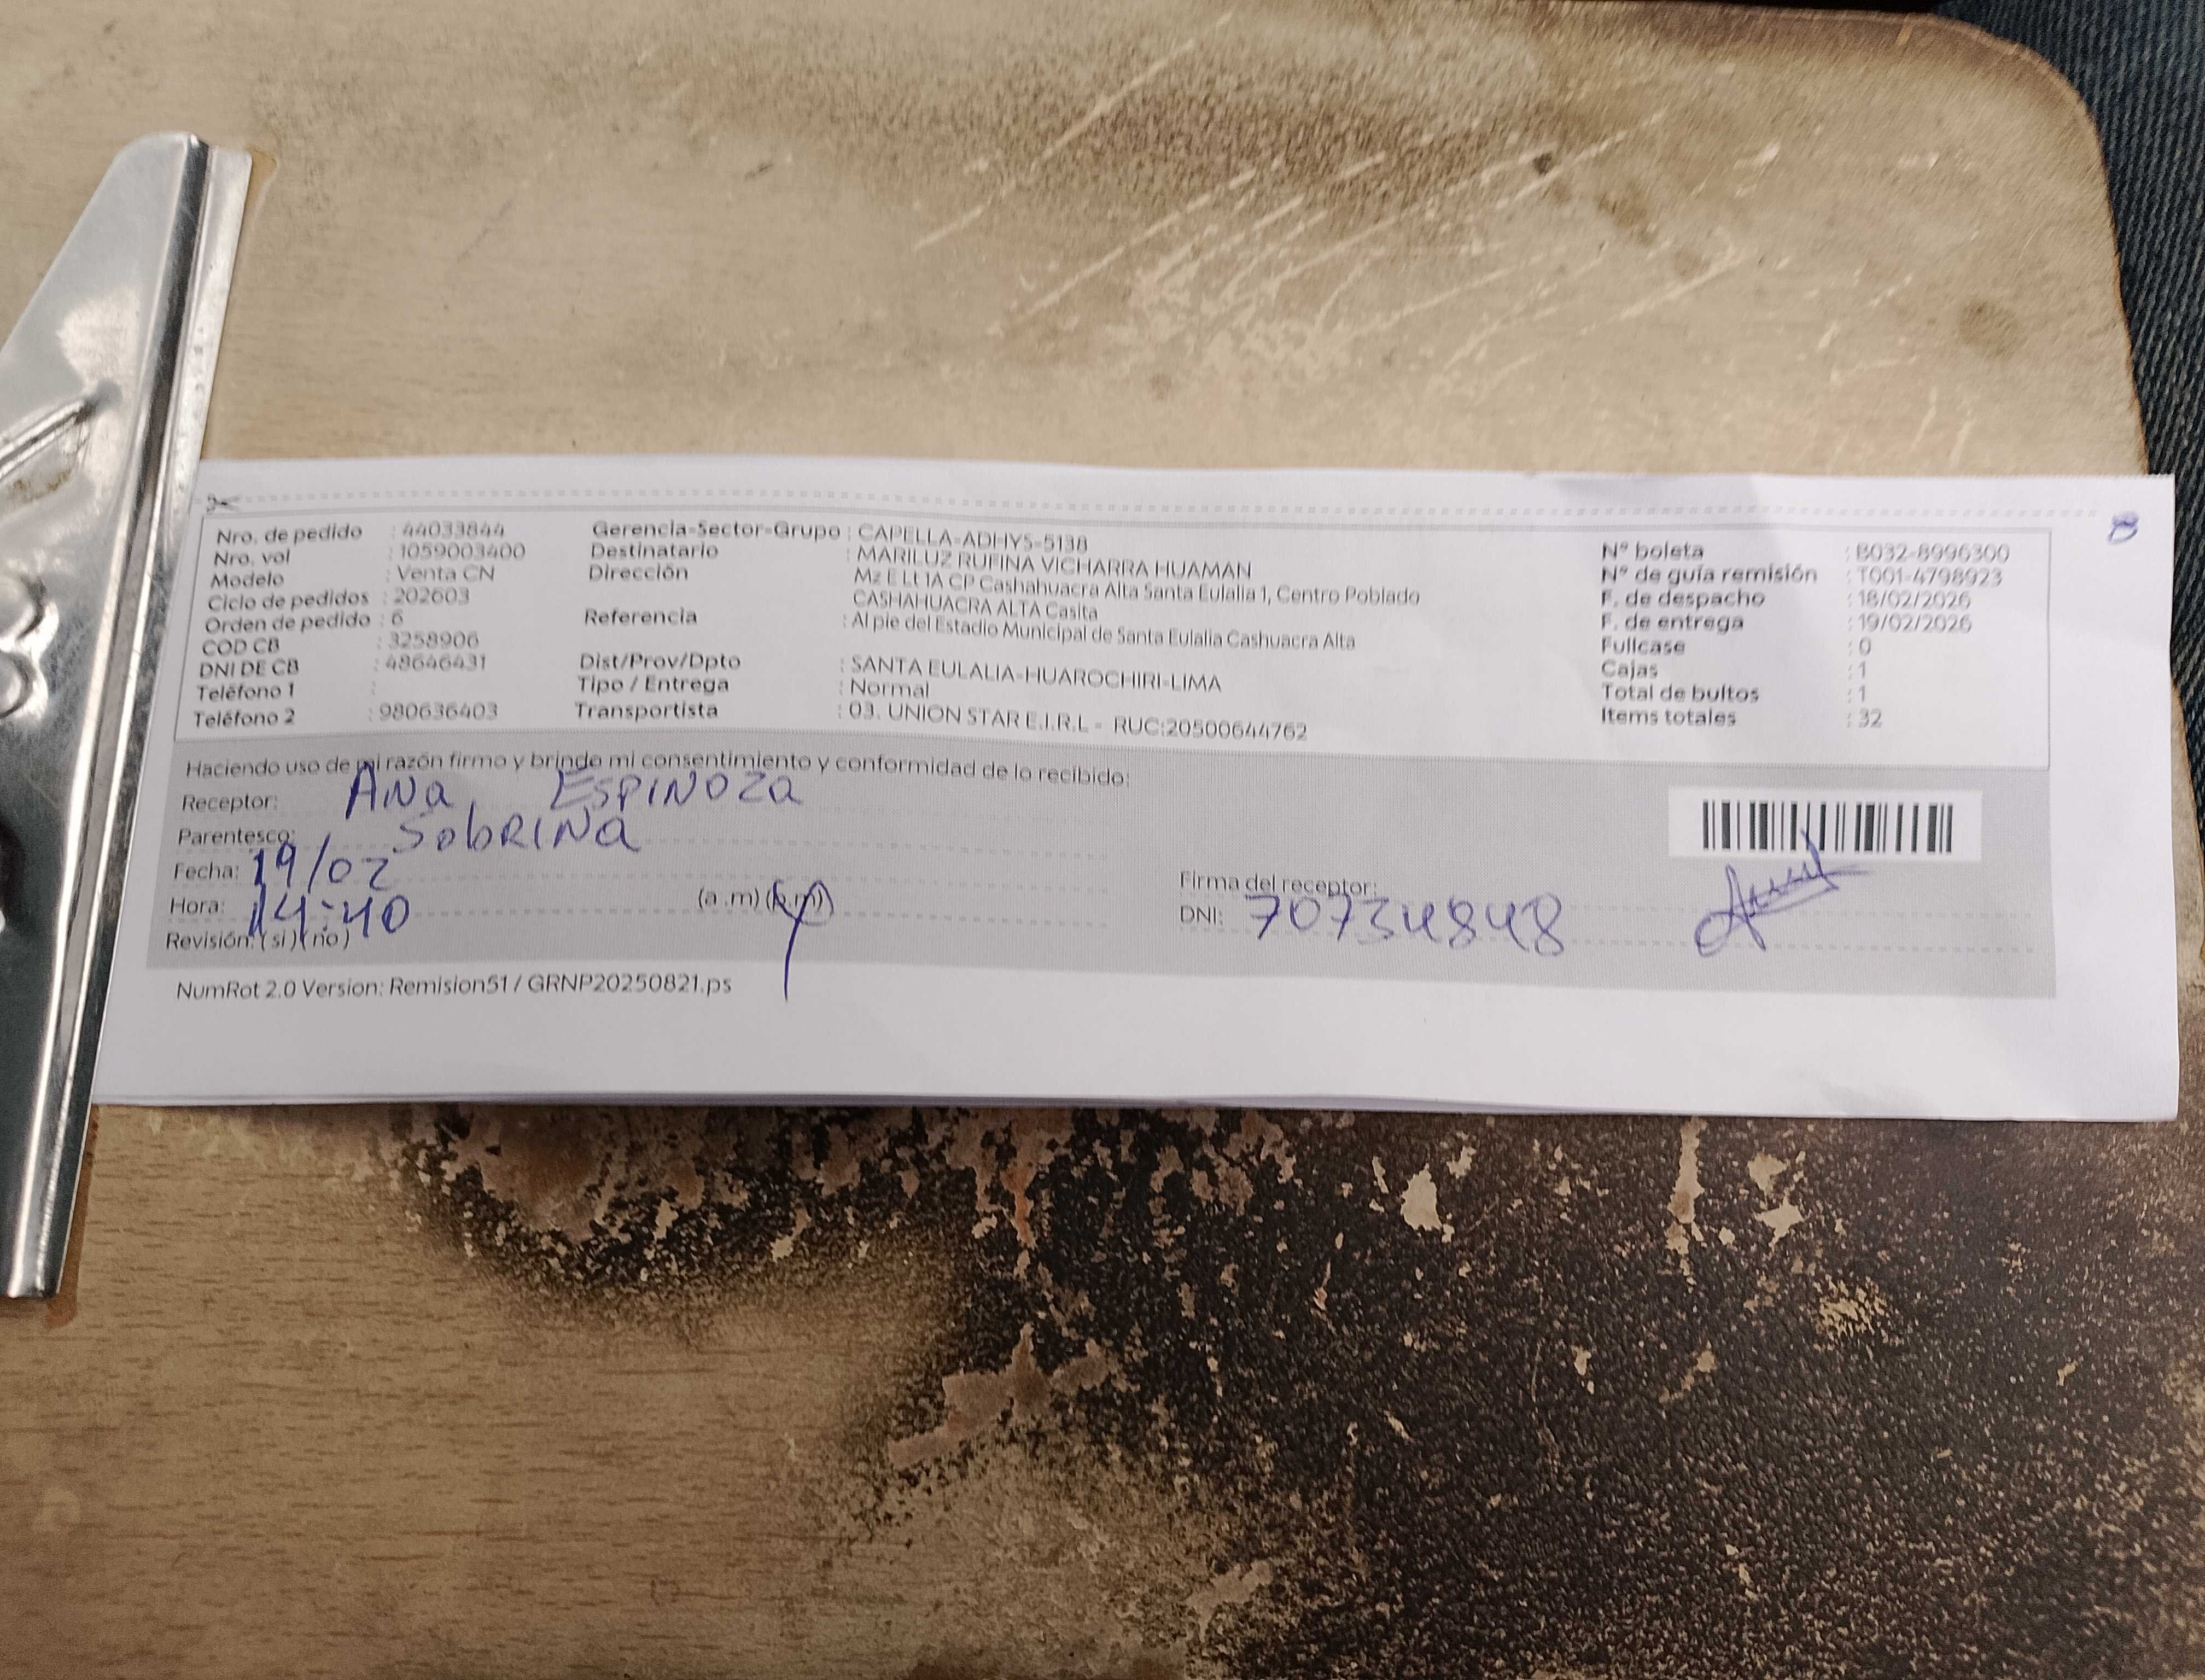 Nro. de pedido : 44033844
Nro. vol : 1059003400
Modelo : Venta CN
Ciclo de pedidos : 202603
Orden de pedido : 6
COD CB : 3258906
DNI DE CB : 48646431
Teléfono 1 :
Teléfono 2 : 980636403
Gerencia-Sector-Grupo : CAPELLA-ADHYS-5138
Destinatario : MARILUZ RUFINA VICHARRA HUAMAN
Dirección Mz E Lt 1A CP Cashahuacra Alta Santa Eulalia 1, Centro Poblado
CASHAHUACRA ALTA Casita
Referencia : Al pie del Estadio Municipal de Santa Eulalia Cashuacra Alta
Dist/Prov/Dpto : SANTA EULALIA-HUAROCHIRI-LIMA
Tipo / Entrega : Normal
Transportista : 03. UNION STAR E.I.R.L - RUC:20500644762
N° boleta : B032-8996300
N° de guía remisión : T001-4798923
F. de despacho : 18/02/2026
F. de entrega : 19/02/2026
Fullcase : 0
Cajas : 1
Total de bultos : 1
Items totales : 32
Haciendo uso de mi razón firmo y brindo mi consentimiento y conformidad de lo recibido:
Receptor: Ana Espinoza
Parentesco: Sobrina
Fecha: 19/02
Hora: 14:40 (a .m) (p.m)
Revisión: (si) (no)
Firma del receptor:
DNI: 70734848
NumRot 2.0 Version: Remision51 / GRNP20250821.ps